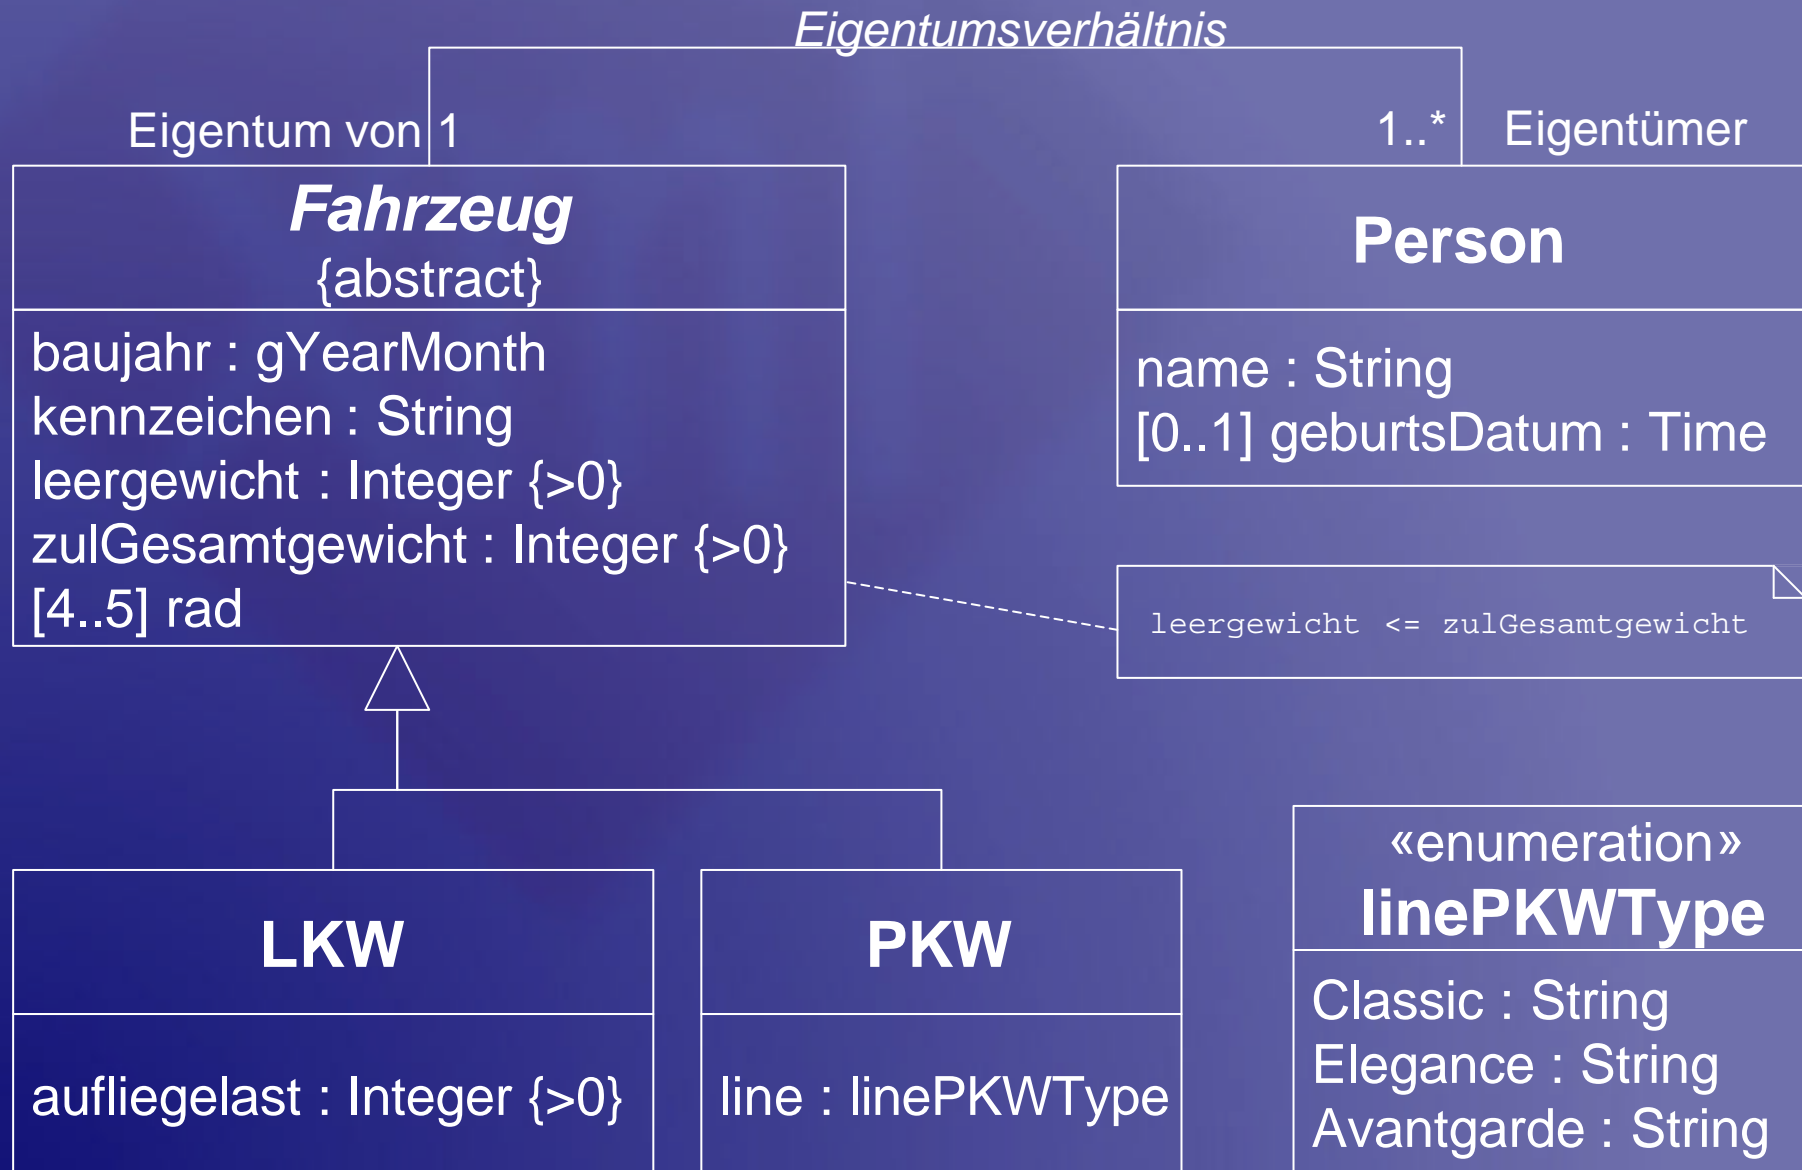 Eigentumsverhältnis
Eigentum von 1
1..* Eigentümer
Fahrzeug
{abstract}
baujahr : gYearMonth
kennzeichen : String
leergewicht : Integer {>0}
zulGesamtgewicht : Integer {>0}
[4..5] rad
Person
name : String
[0..1] geburtsDatum : Time
leergewicht <= zulGesamtgewicht
LKW
aufliegelast : Integer {>0}
PKW
line : linePKWType
«enumeration»
linePKWType
Classic : String
Elegance : String
Avantgarde : String